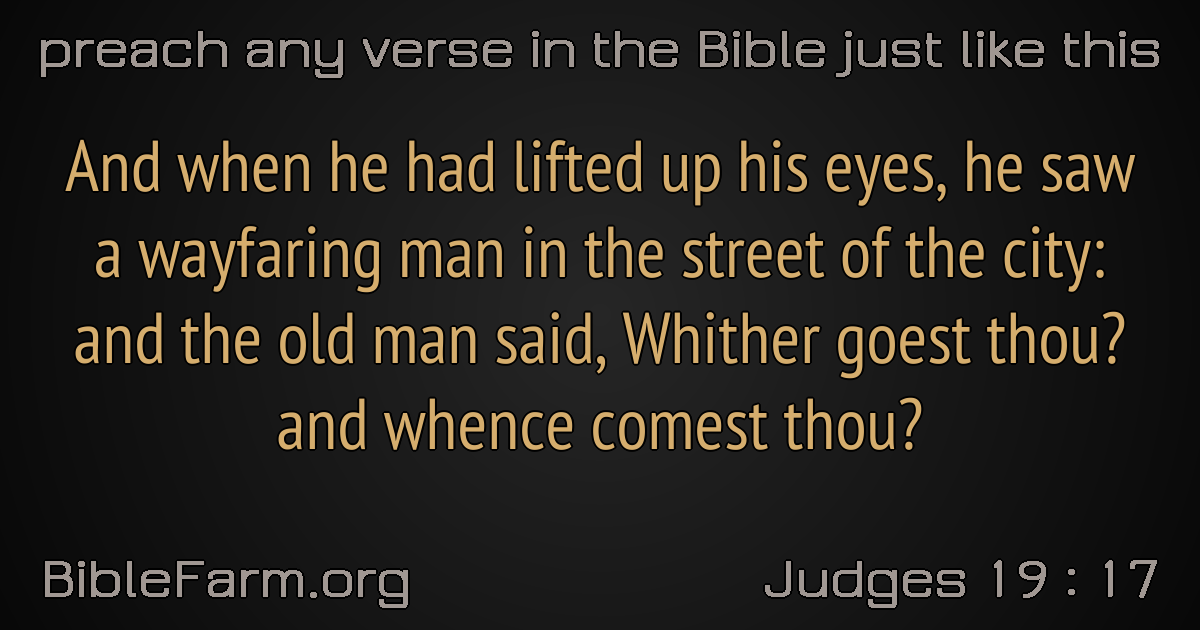 preach any verse in the Bible just like this
And when he had lifted up his eyes, he saw
a wayfaring man in the street of the city:
and the old man said, Whither goest thou?
and whence comest thou?
BibleFarm.org
Judges 19 : 17